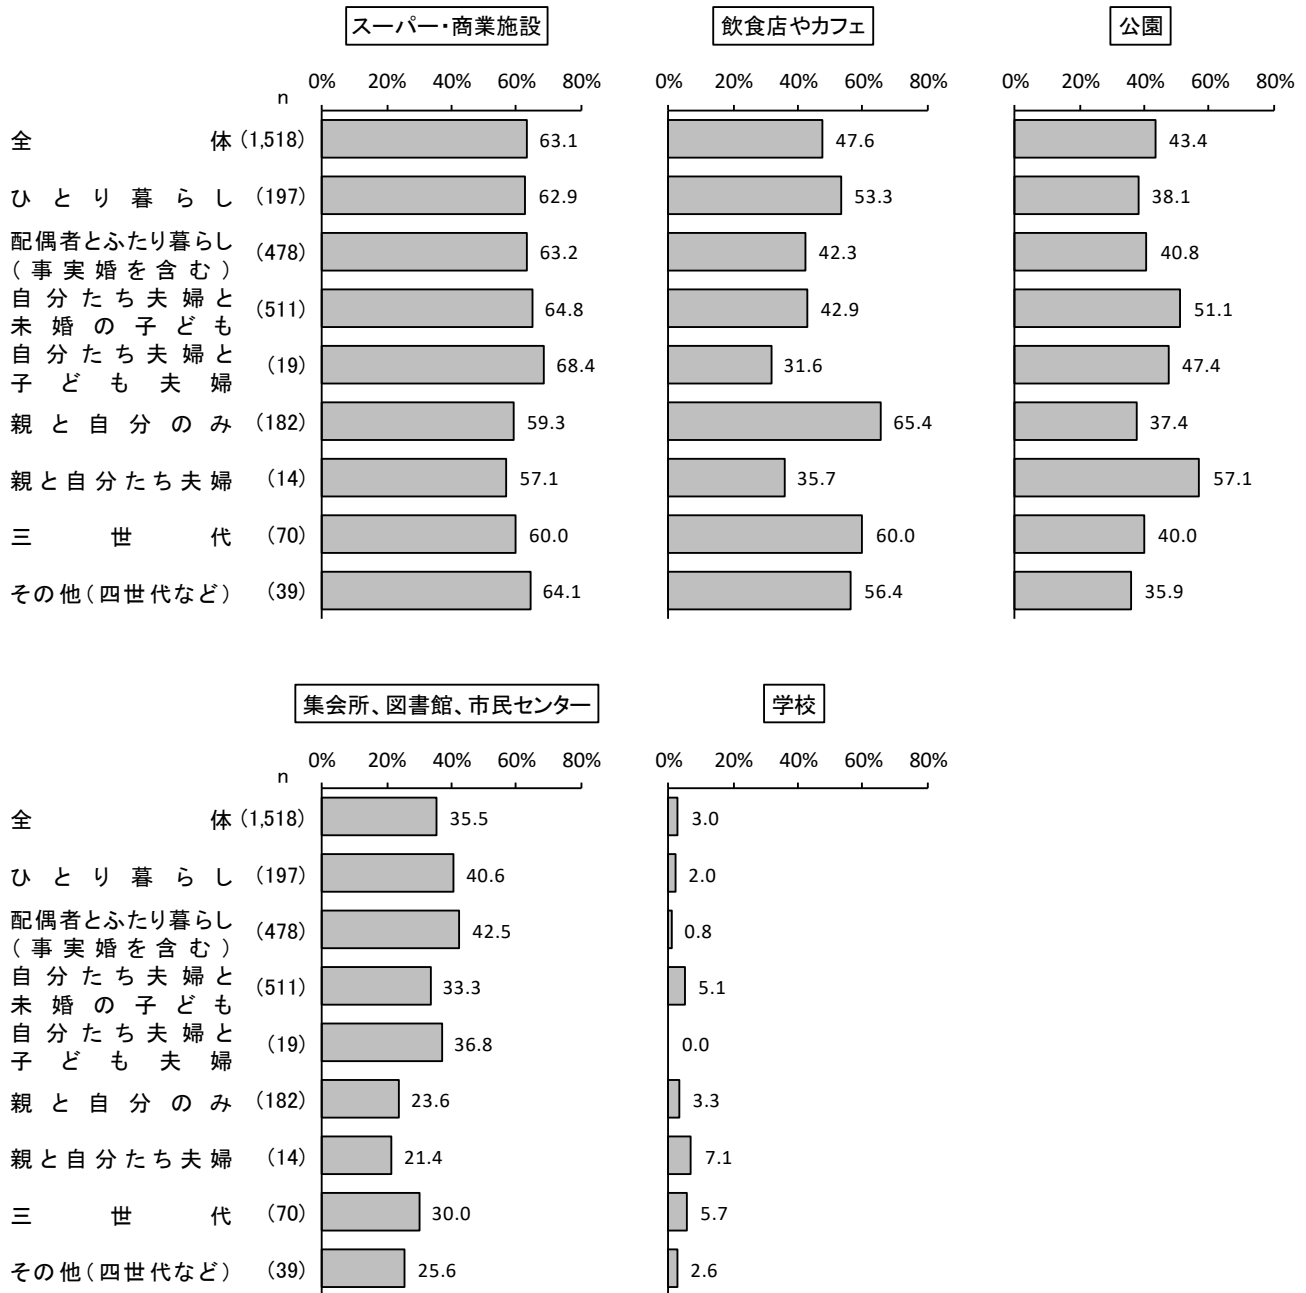 スーパー・商業施設 飲食店やカフェ 公園
0% 20% 40% 60% 80% 0% 20% 40% 60% 80% 0% 20% 40% 60% 80%
n
全体 (1,518) 63.1 47.6 43.4
ひとり暮らし (197) 62.9 53.3 38.1
配偶者とふたり暮らし
(事実婚を含む) (478) 63.2 42.3 40.8
自分たち夫婦と
未婚の子ども (511) 64.8 42.9 51.1
自分たち夫婦と
子ども夫婦 (19) 68.4 31.6 47.4
親と自分のみ (182) 59.3 65.4 37.4
親と自分たち夫婦 (14) 57.1 35.7 57.1
三世代 (70) 60.0 60.0 40.0
その他(四世代など) (39) 64.1 56.4 35.9
集会所、図書館、市民センター 学校
0% 20% 40% 60% 80% 0% 20% 40% 60% 80%
n
全体 (1,518) 35.5 3.0
ひとり暮らし (197) 40.6 2.0
配偶者とふたり暮らし
(事実婚を含む) (478) 42.5 0.8
自分たち夫婦と
未婚の子ども (511) 33.3 5.1
自分たち夫婦と
子ども夫婦 (19) 36.8 0.0
親と自分のみ (182) 23.6 3.3
親と自分たち夫婦 (14) 21.4 7.1
三世代 (70) 30.0 5.7
その他(四世代など) (39) 25.6 2.6